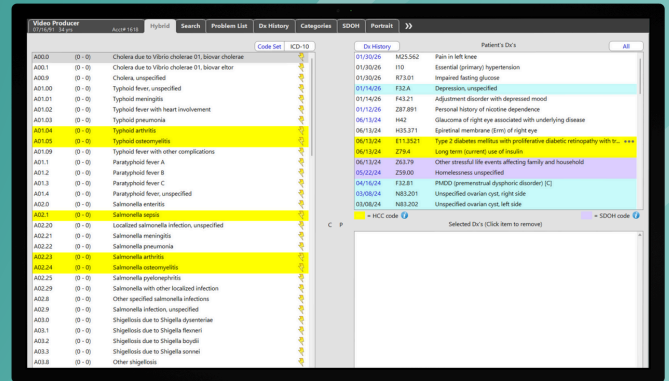 Video Producer
07/16/91 34 yrs Acct# 1618
Hybrid Search Problem List Dx History Categories SDOH Portrait
Code Set ICD-10
A00.0 (0 - 0) Cholera due to Vibrio cholerae 01, biovar cholerae
A00.1 (0 - 0) Cholera due to Vibrio cholerae 01, biovar eltor
A00.9 (0 - 0) Cholera, unspecified
A01.00 (0 - 0) Typhoid fever, unspecified
A01.01 (0 - 0) Typhoid meningitis
A01.02 (0 - 0) Typhoid fever with heart involvement
A01.03 (0 - 0) Typhoid pneumonia
A01.04 (0 - 0) Typhoid arthritis
A01.05 (0 - 0) Typhoid osteomyelitis
A01.09 (0 - 0) Typhoid fever with other complications
A01.1 (0 - 0) Paratyphoid fever A
A01.2 (0 - 0) Paratyphoid fever B
A01.3 (0 - 0) Paratyphoid fever C
A01.4 (0 - 0) Paratyphoid fever, unspecified
A02.0 (0 - 0) Salmonella enteritis
A02.1 (0 - 0) Salmonella sepsis
A02.20 (0 - 0) Localized salmonella infection, unspecified
A02.21 (0 - 0) Salmonella meningitis
A02.22 (0 - 0) Salmonella pneumonia
A02.23 (0 - 0) Salmonella arthritis
A02.24 (0 - 0) Salmonella osteomyelitis
A02.25 (0 - 0) Salmonella pyelonephritis
A02.29 (0 - 0) Salmonella with other localized infection
A02.8 (0 - 0) Other specified salmonella infections
A02.9 (0 - 0) Salmonella infection, unspecified
A03.0 (0 - 0) Shigellosis due to Shigella dysenteriae
A03.1 (0 - 0) Shigellosis due to Shigella flexneri
A03.2 (0 - 0) Shigellosis due to Shigella boydii
A03.3 (0 - 0) Shigellosis due to Shigella sonnei
A03.8 (0 - 0) Other shigellosis
C P
Dx History Patient's Dx's All
01/30/26 M25.562 Pain in left knee
01/30/26 I10 Essential (primary) hypertension
01/30/26 R73.01 Impaired fasting glucose
01/14/26 F32.A Depression, unspecified
01/14/26 F43.21 Adjustment disorder with depressed mood
01/12/26 Z87.891 Personal history of nicotine dependence
06/13/24 H42 Glaucoma of right eye associated with underlying disease
06/13/24 H35.371 Epiretinal membrane (Erm) of right eye
06/13/24 E11.3521 Type 2 diabetes mellitus with proliferative diabetic retinopathy with tr...
06/13/24 Z79.4 Long term (current) use of insulin
06/13/24 Z63.79 Other stressful life events affecting family and household
05/22/24 Z59.00 Homelessness unspecified
04/16/24 F32.81 PMDD (premenstrual dysphoric disorder) [C]
03/08/24 N83.201 Unspecified ovarian cyst, right side
03/08/24 N83.202 Unspecified ovarian cyst, left side
= HCC code = SDOH code
Selected Dx's (Click item to remove)